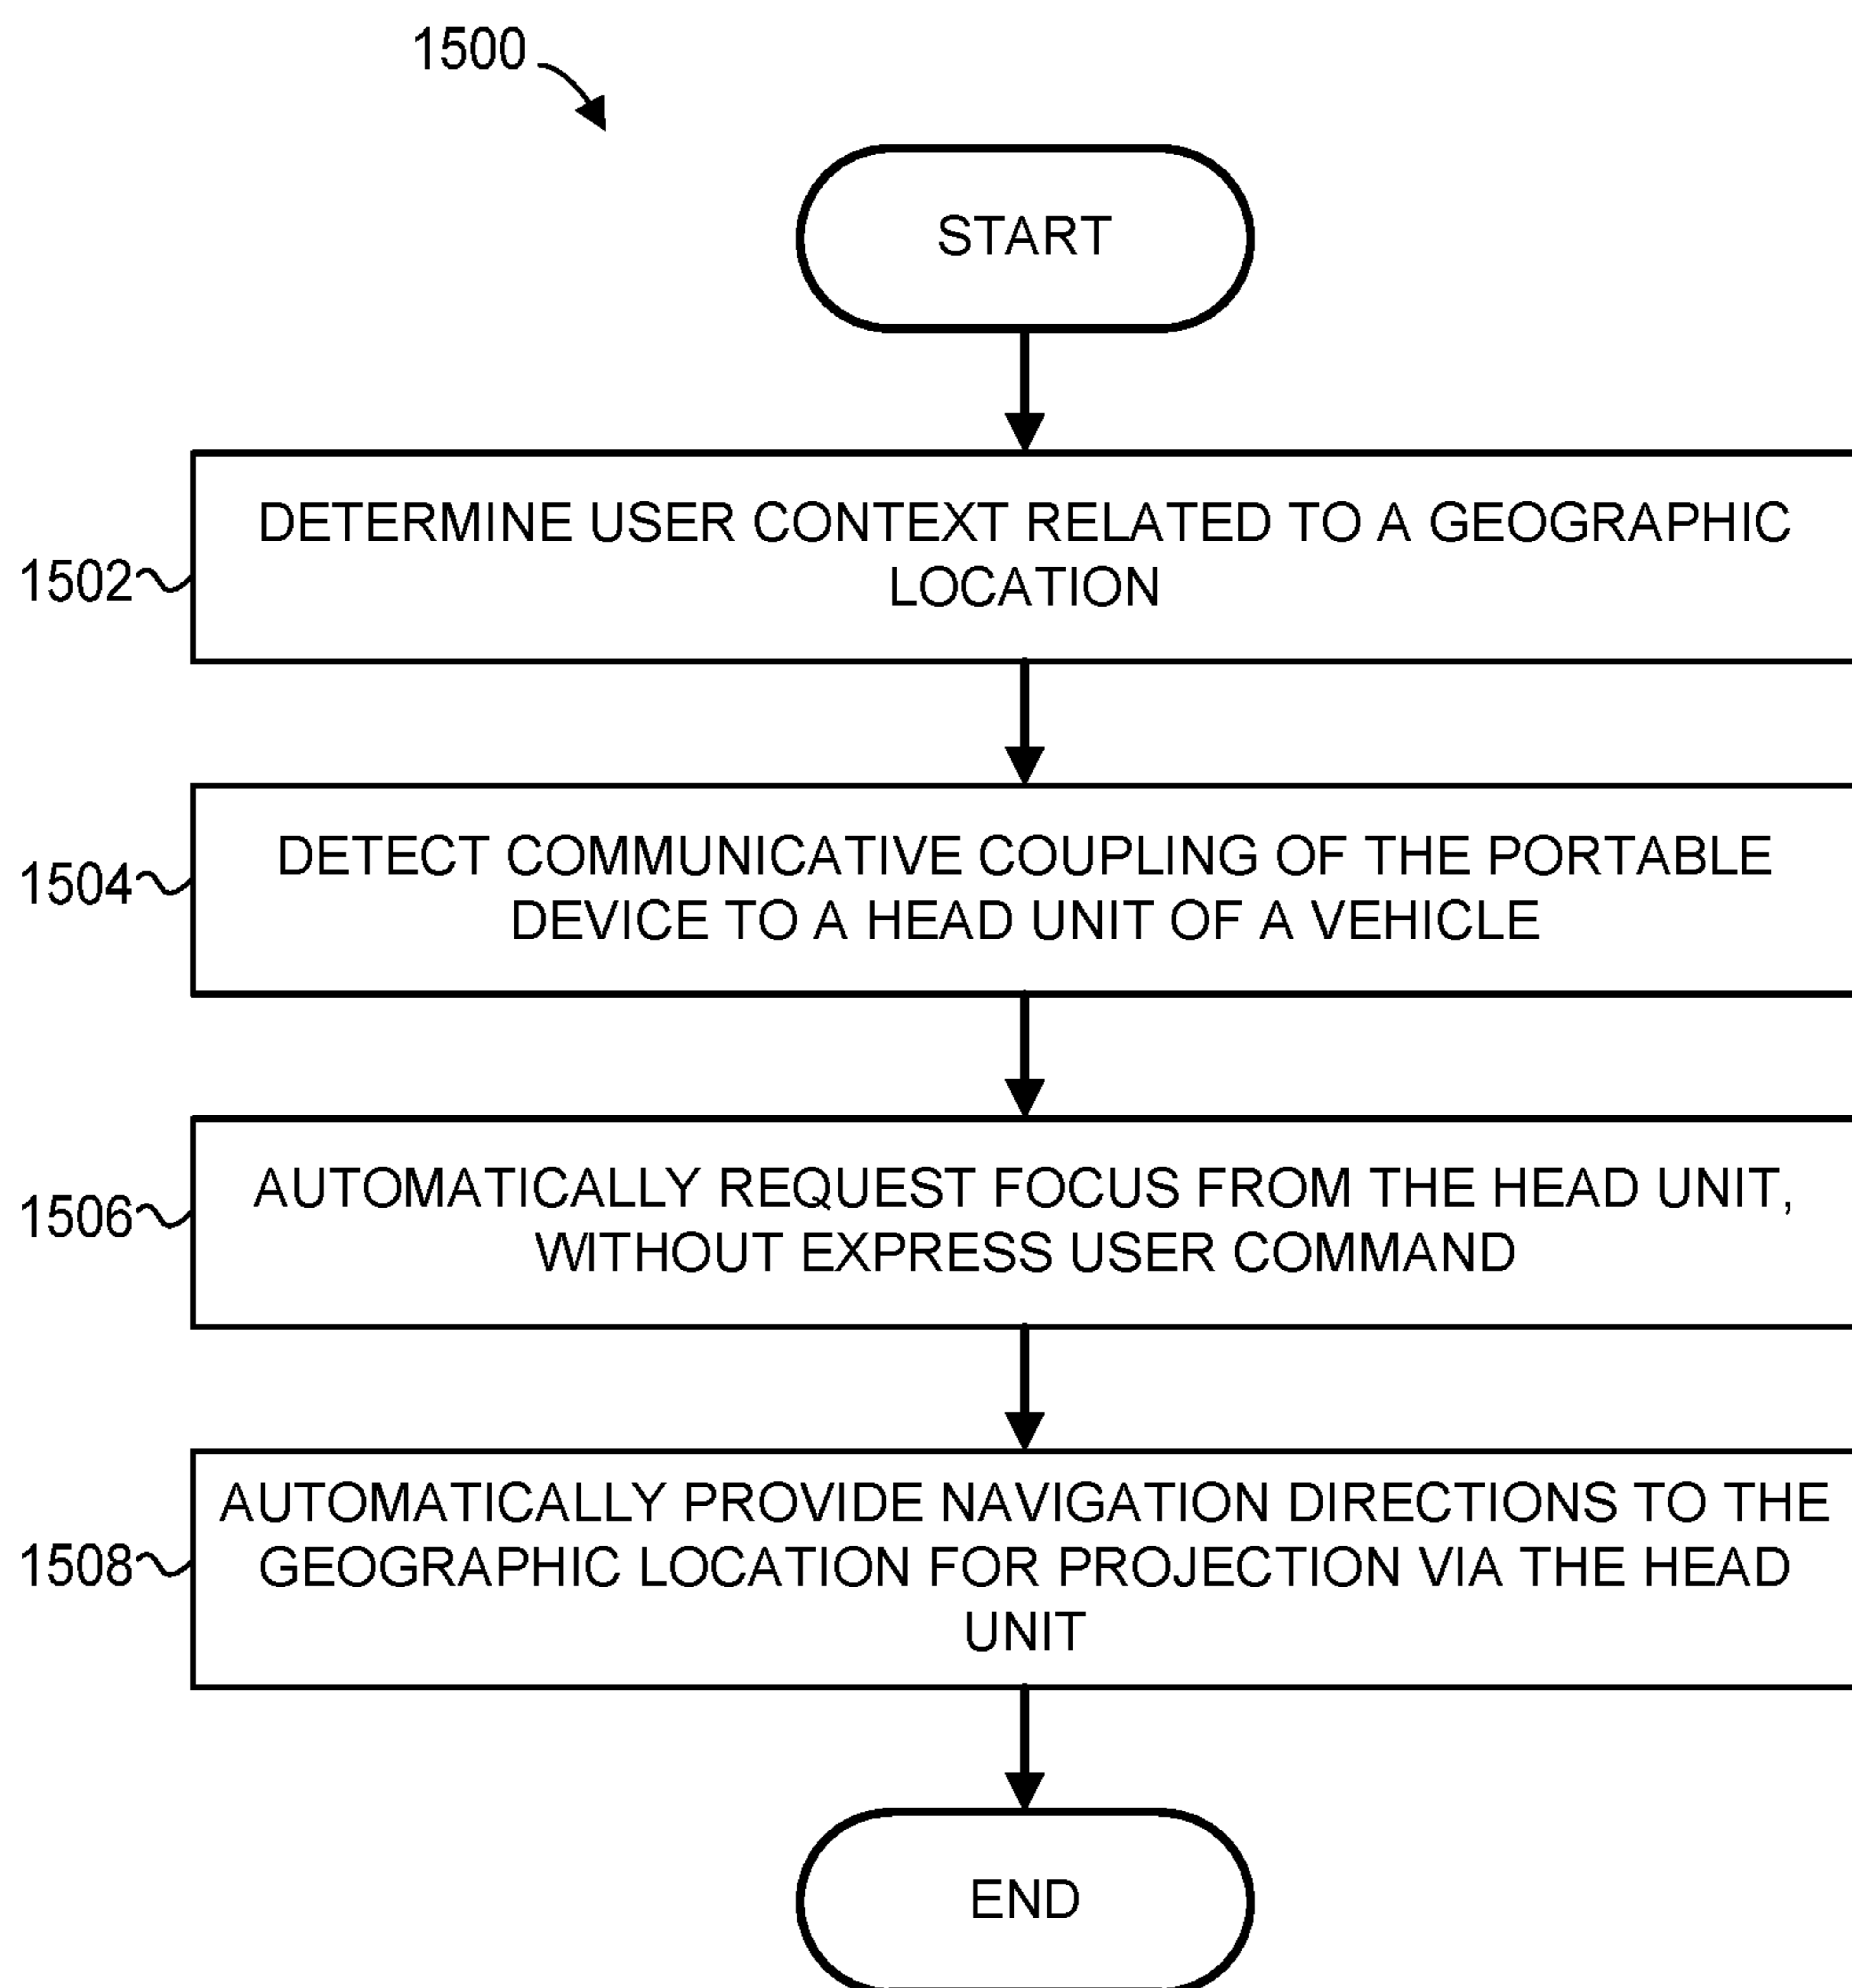 1500
START
DETERMINE USER CONTEXT RELATED TO A GEOGRAPHIC
LOCATION
1502
DETECT COMMUNICATIVE COUPLING OF THE PORTABLE
DEVICE TO A HEAD UNIT OF A VEHICLE
1504
AUTOMATICALLY REQUEST FOCUS FROM THE HEAD UNIT,
WITHOUT EXPRESS USER COMMAND
1506
AUTOMATICALLY PROVIDE NAVIGATION DIRECTIONS TO THE
GEOGRAPHIC LOCATION FOR PROJECTION VIA THE HEAD
UNIT
1508
END